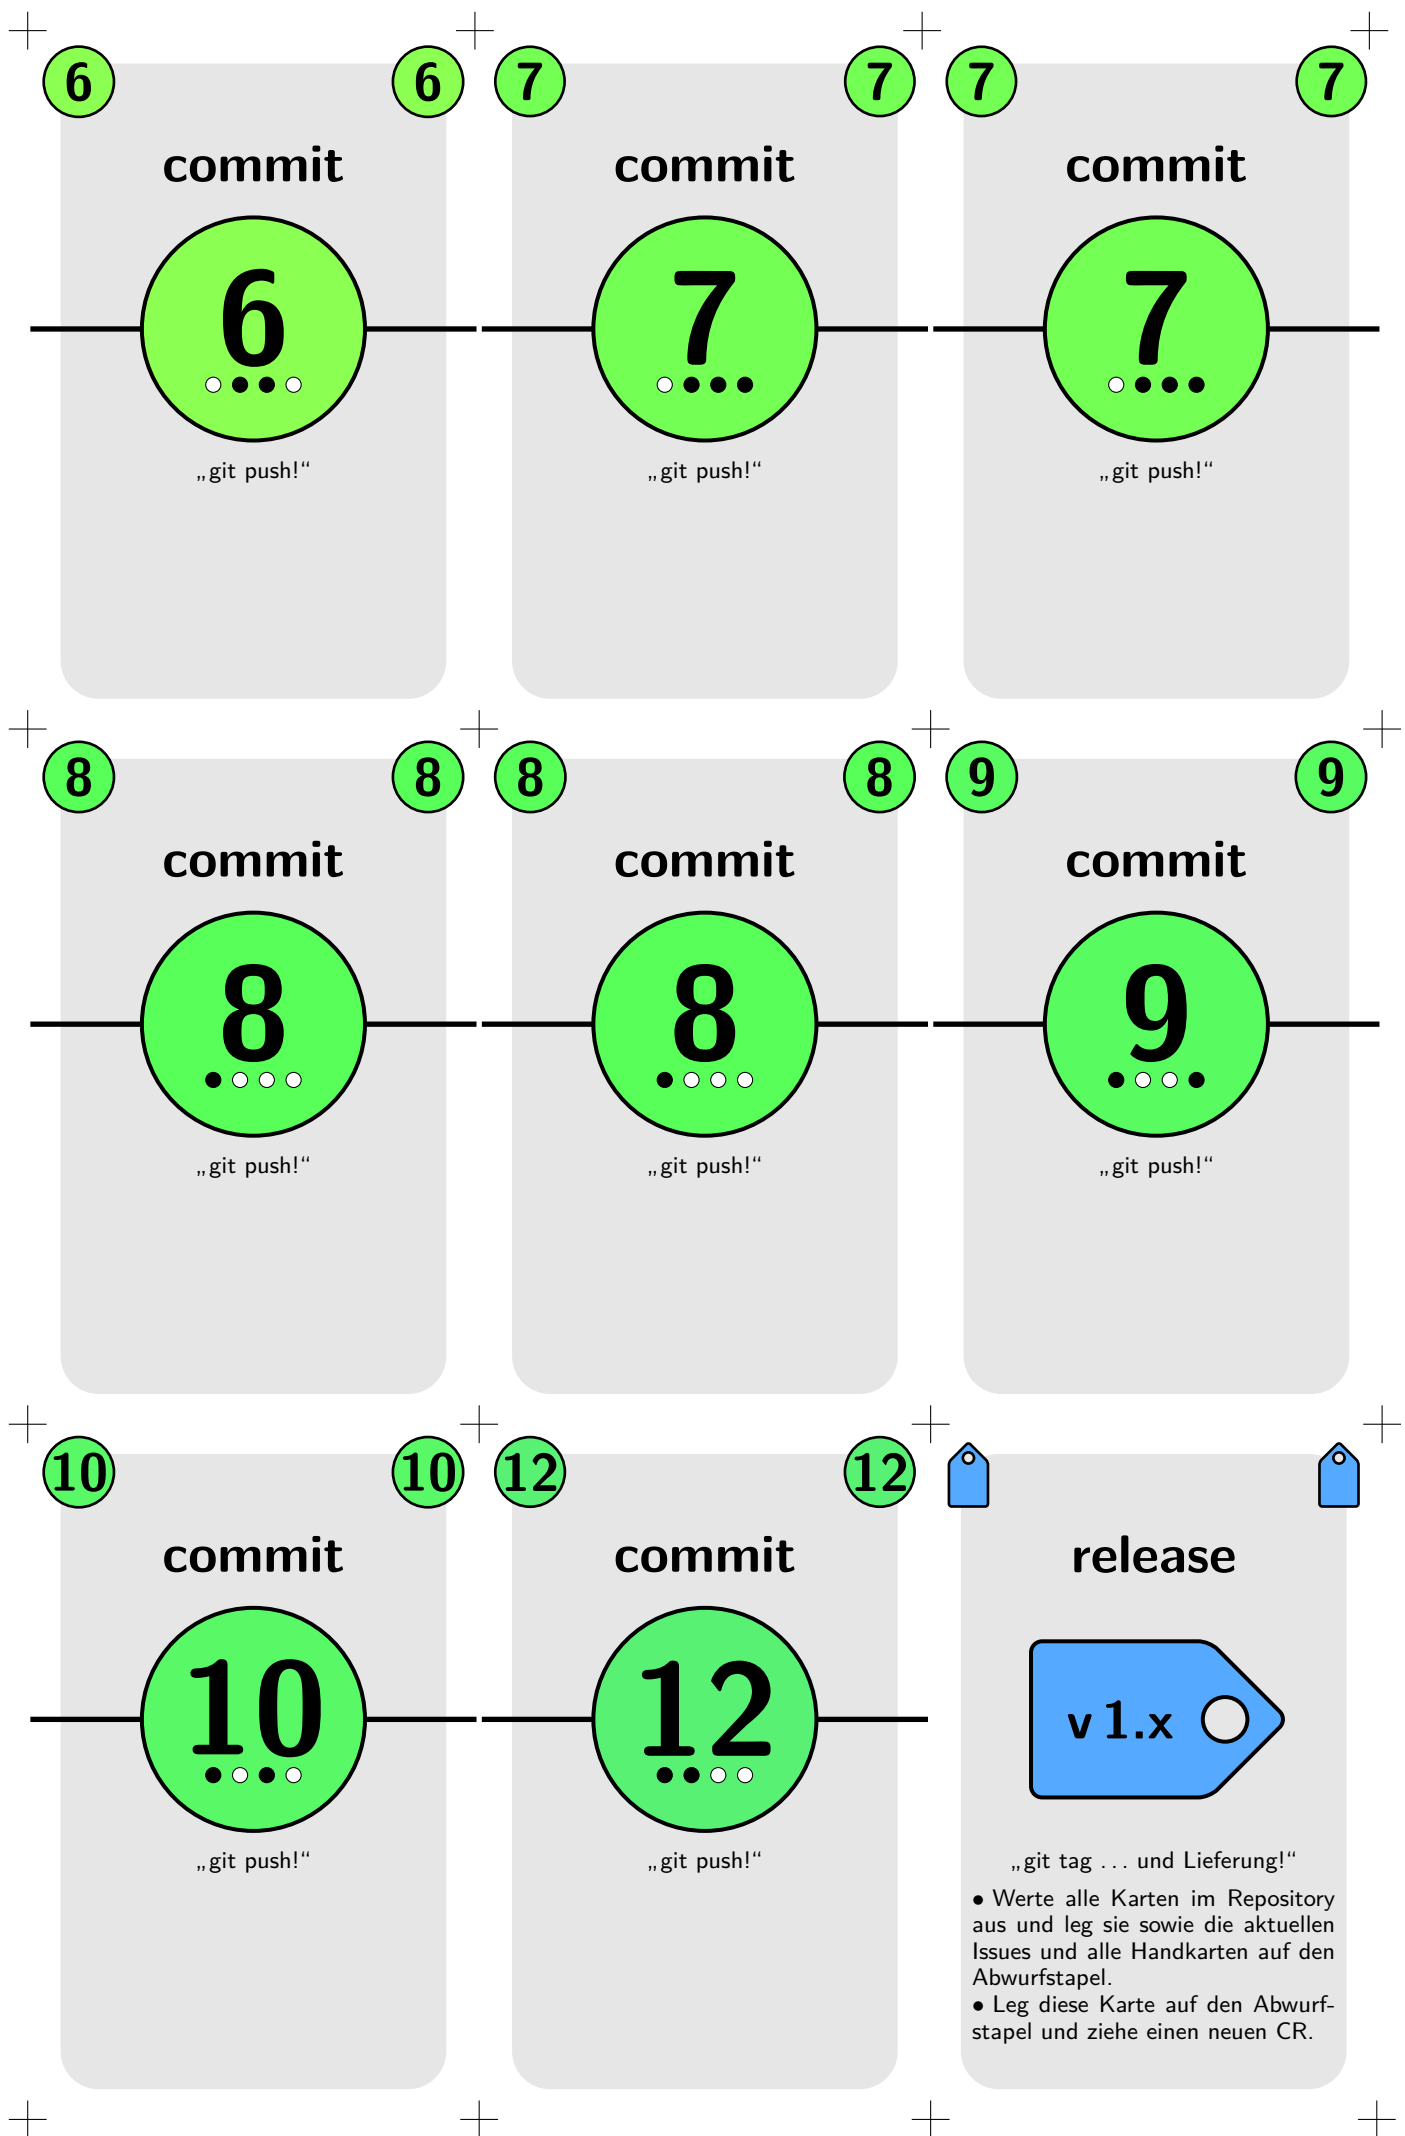 6 6 7 7 7 7
commit commit commit
6 7 7
„git push!“ „git push!“ „git push!“
8 8 8 8 9 9
commit commit commit
8 8 9
„git push!“ „git push!“ „git push!“
10 10 12 12
commit commit release
10 12 v 1.x
„git push!“ „git push!“ „git tag ... und Lieferung!“
• Werte alle Karten im Repository
aus und leg sie sowie die aktuellen
Issues und alle Handkarten auf den
Abwurfstapel.
• Leg diese Karte auf den Abwurf-
stapel und ziehe einen neuen CR.